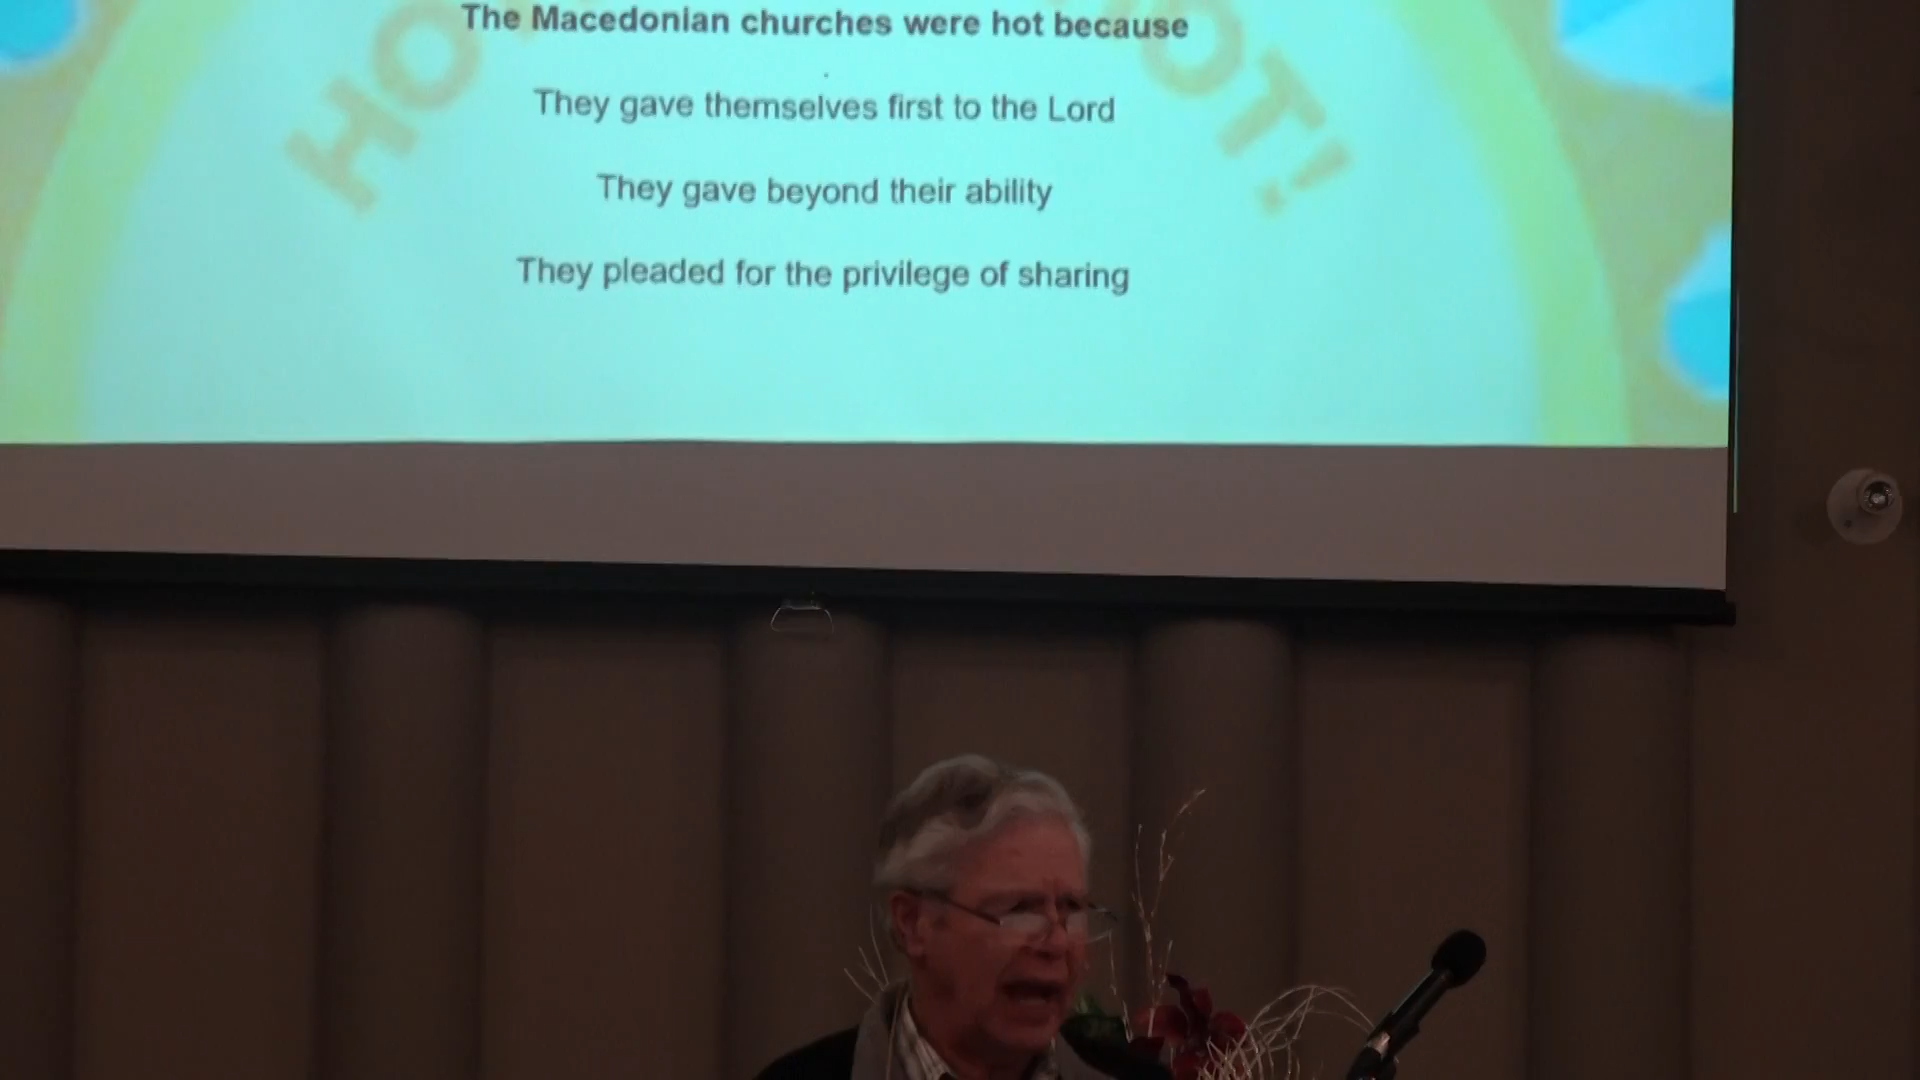 The Macedonian churches were hot because
They gave themselves first to the Lord
They gave beyond their ability
They pleaded for the privilege of sharing